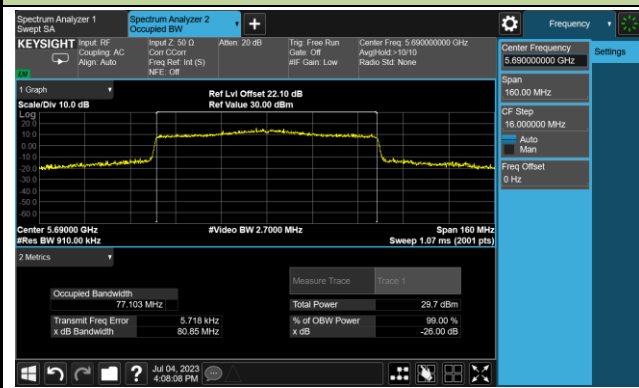 Spectrum Analyzer 1
Swept SA
Spectrum Analyzer 2
Occupied BW
Frequency
KEYSIGHT
Input: RF
Coupling: AC
Align: Auto
Input Z: 50 Ω
Corr CCorr
Freq Ref: Int (S)
NFE: Off
Atten: 20 dB
Trig: Free Run
Gate: Off
#IF Gain: Low
Center Freq: 5.690000000 GHz
Avg|Hold:>10/10
Radio Std: None
Center Frequency
5.690000000 GHz
Settings
Span
160.00 MHz
CF Step
16.000000 MHz
Auto
Man
Freq Offset
0 Hz
1 Graph
Scale/Div 10.0 dB
Ref Lvl Offset 22.10 dB
Ref Value 30.00 dBm
Log
20.0
10.0
0.00
-10.0
-20.0
-30.0
-40.0
-50.0
-60.0
Center 5.69000 GHz
#Res BW 910.00 kHz
#Video BW 2.7000 MHz
Span 160 MHz
Sweep 1.07 ms (2001 pts)
2 Metrics
Measure Trace
Trace 1
Occupied Bandwidth
77.103 MHz
Total Power
29.7 dBm
Transmit Freq Error
5.718 kHz
% of OBW Power
99.00 %
x dB Bandwidth
80.85 MHz
x dB
-26.00 dB
?
Jul 04, 2023
4:08:08 PM